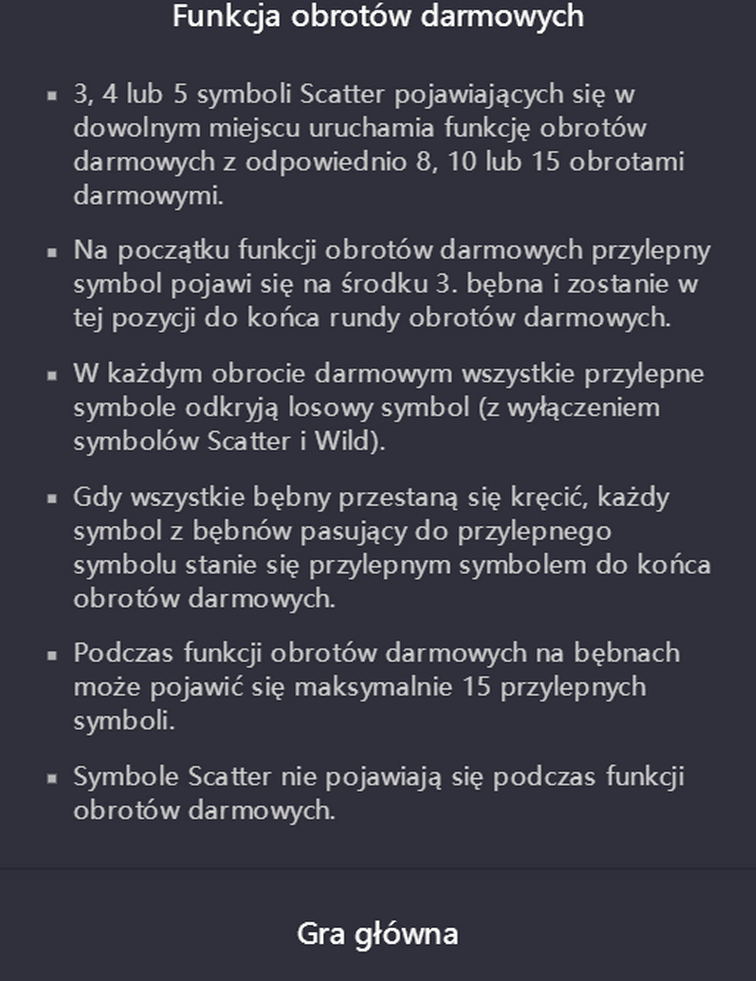 Funkcja obrotów darmowych
▪ 3, 4 lub 5 symboli Scatter pojawiających się w
dowolnym miejscu uruchamia funkcję obrotów
darmowych z odpowiednio 8, 10 lub 15 obrotami
darmowymi.
▪ Na początku funkcji obrotów darmowych przylepny
symbol pojawi się na środku 3. bębna i zostanie w
tej pozycji do końca rundy obrotów darmowych.
▪ W każdym obrocie darmowym wszystkie przylepne
symbole odkryją losowy symbol (z wyłączeniem
symbolów Scatter i Wild).
▪ Gdy wszystkie bębny przestaną się kręcić, każdy
symbol z bębnów pasujący do przylepnego
symbolu stanie się przylepnym symbolem do końca
obrotów darmowych.
▪ Podczas funkcji obrotów darmowych na bębnach
może pojawić się maksymalnie 15 przylepnych
symboli.
▪ Symbole Scatter nie pojawiają się podczas funkcji
obrotów darmowych.
Gra główna